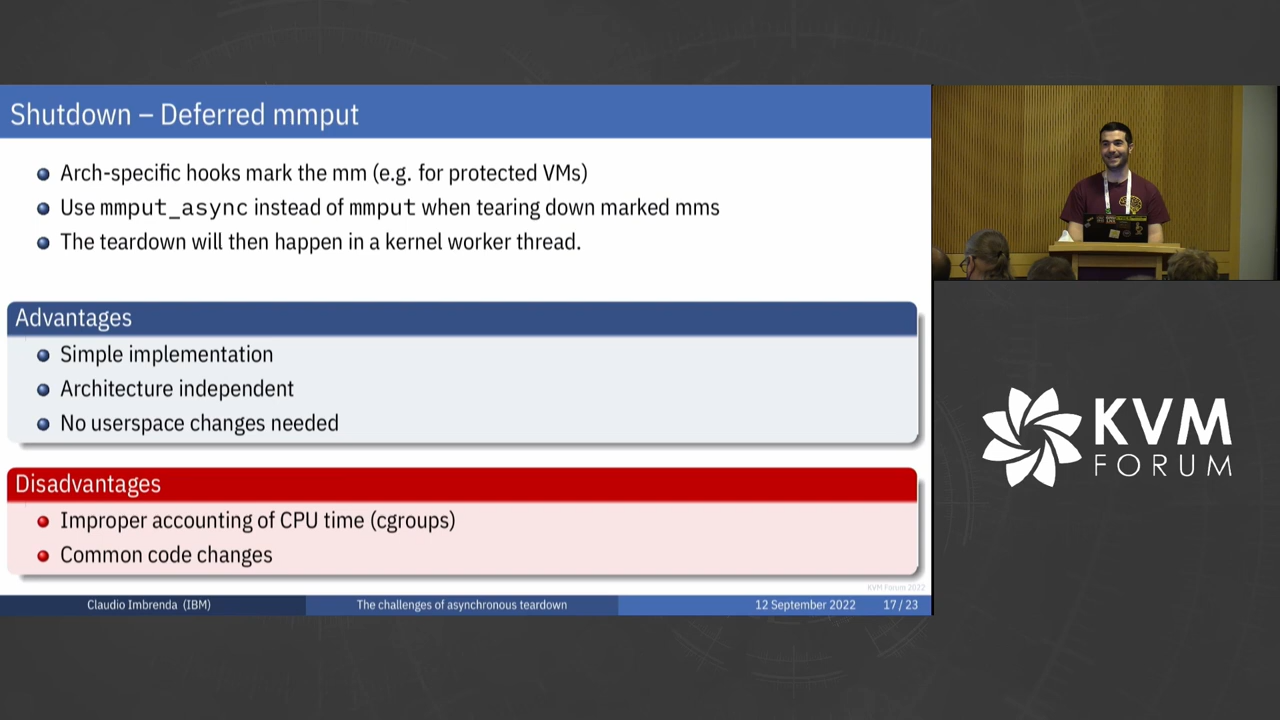 Shutdown – Deferred mmput
Arch-specific hooks mark the mm (e.g. for protected VMs)
Use mmput_async instead of mmput when tearing down marked mms
The teardown will then happen in a kernel worker thread.
Advantages
Simple implementation
Architecture independent
No userspace changes needed
Disadvantages
Improper accounting of CPU time (cgroups)
Common code changes
KVM Forum 2022
Claudio Imbrenda (IBM)
The challenges of asynchronous teardown
12 September 2022
17 / 23
KVM
FORUM